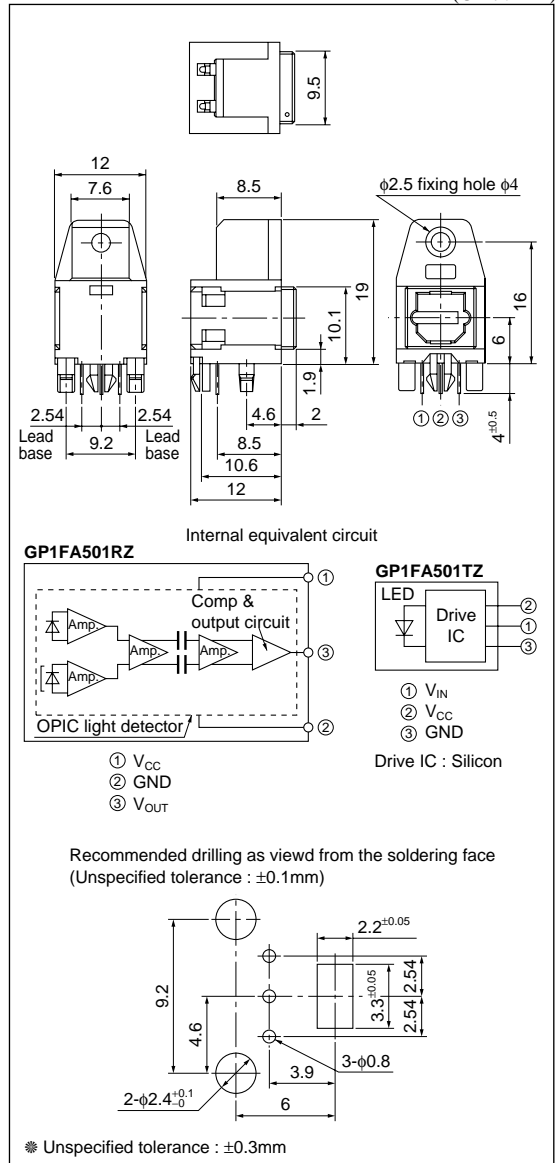 9.5
12
7.6
8.5
φ2.5 fixing hole φ4
19
10.1
16
6
1.9
2.54
2.54
Lead
base
Lead
base
9.2
4.6
2
8.5
10.6
12
① ② ③
4±0.5
Internal equivalent circuit
GP1FA501RZ
Amp.
Amp.
Amp.
Amp.
Comp &
output circuit
OPIC light detector
①
③
②
① VCC
② GND
③ VOUT
GP1FA501TZ
LED
Drive
IC
②
①
③
① VIN
② VCC
③ GND
Drive IC : Silicon
Recommended drilling as viewd from the soldering face
(Unspecified tolerance : ±0.1mm)
2.2±0.05
9.2
4.6
3.3±0.05
2.54
2.54
3-φ0.8
3.9
2-φ2.4+0.1 -0
6
❋ Unspecified tolerance : ±0.3mm